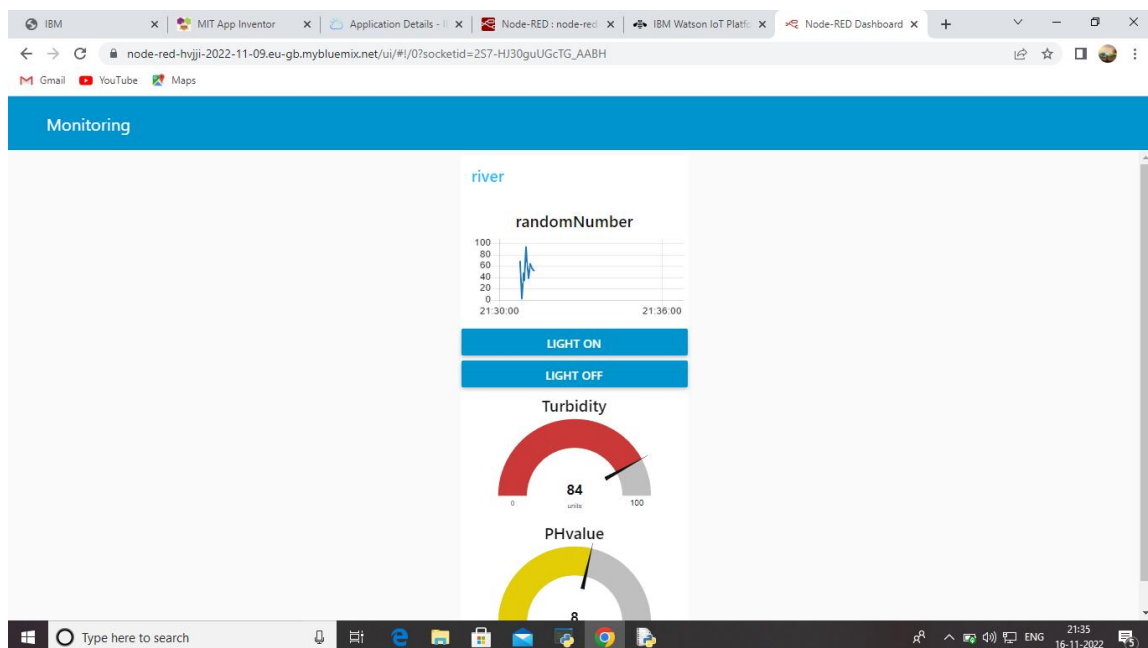 IBM
MIT App Inventor
Application Details - I
Node-RED : node-red
IBM Watson IoT Platfo
Node-RED Dashboard
node-red-hvjji-2022-11-09.eu-gb.mybluemix.net/ui/#!/0?socketid=2S7-HJ30guUGcTG_AABH
Gmail YouTube Maps
Monitoring
river
randomNumber
100
80
60
40
20
0
21:30:00 21:36:00
LIGHT ON
LIGHT OFF
Turbidity
84
0 units 100
PHvalue
8
Type here to search
ENG
21:35
16-11-2022
5